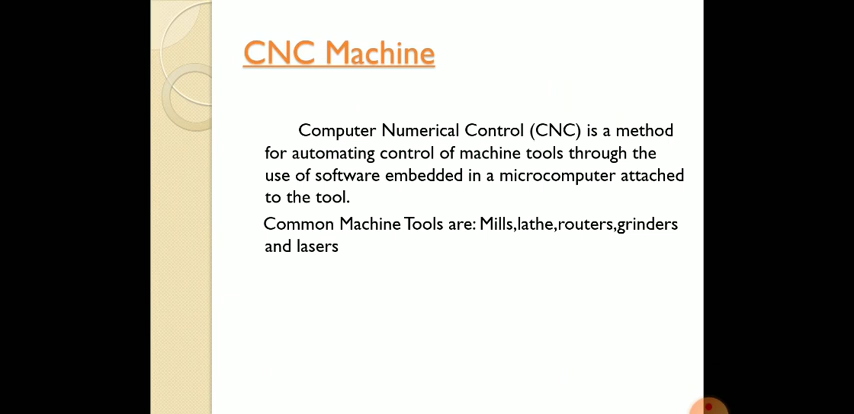 CNC Machine
Computer Numerical Control (CNC) is a method
for automating control of machine tools through the
use of software embedded in a microcomputer attached
to the tool.
Common Machine Tools are: Mills,lathe,routers,grinders
and lasers